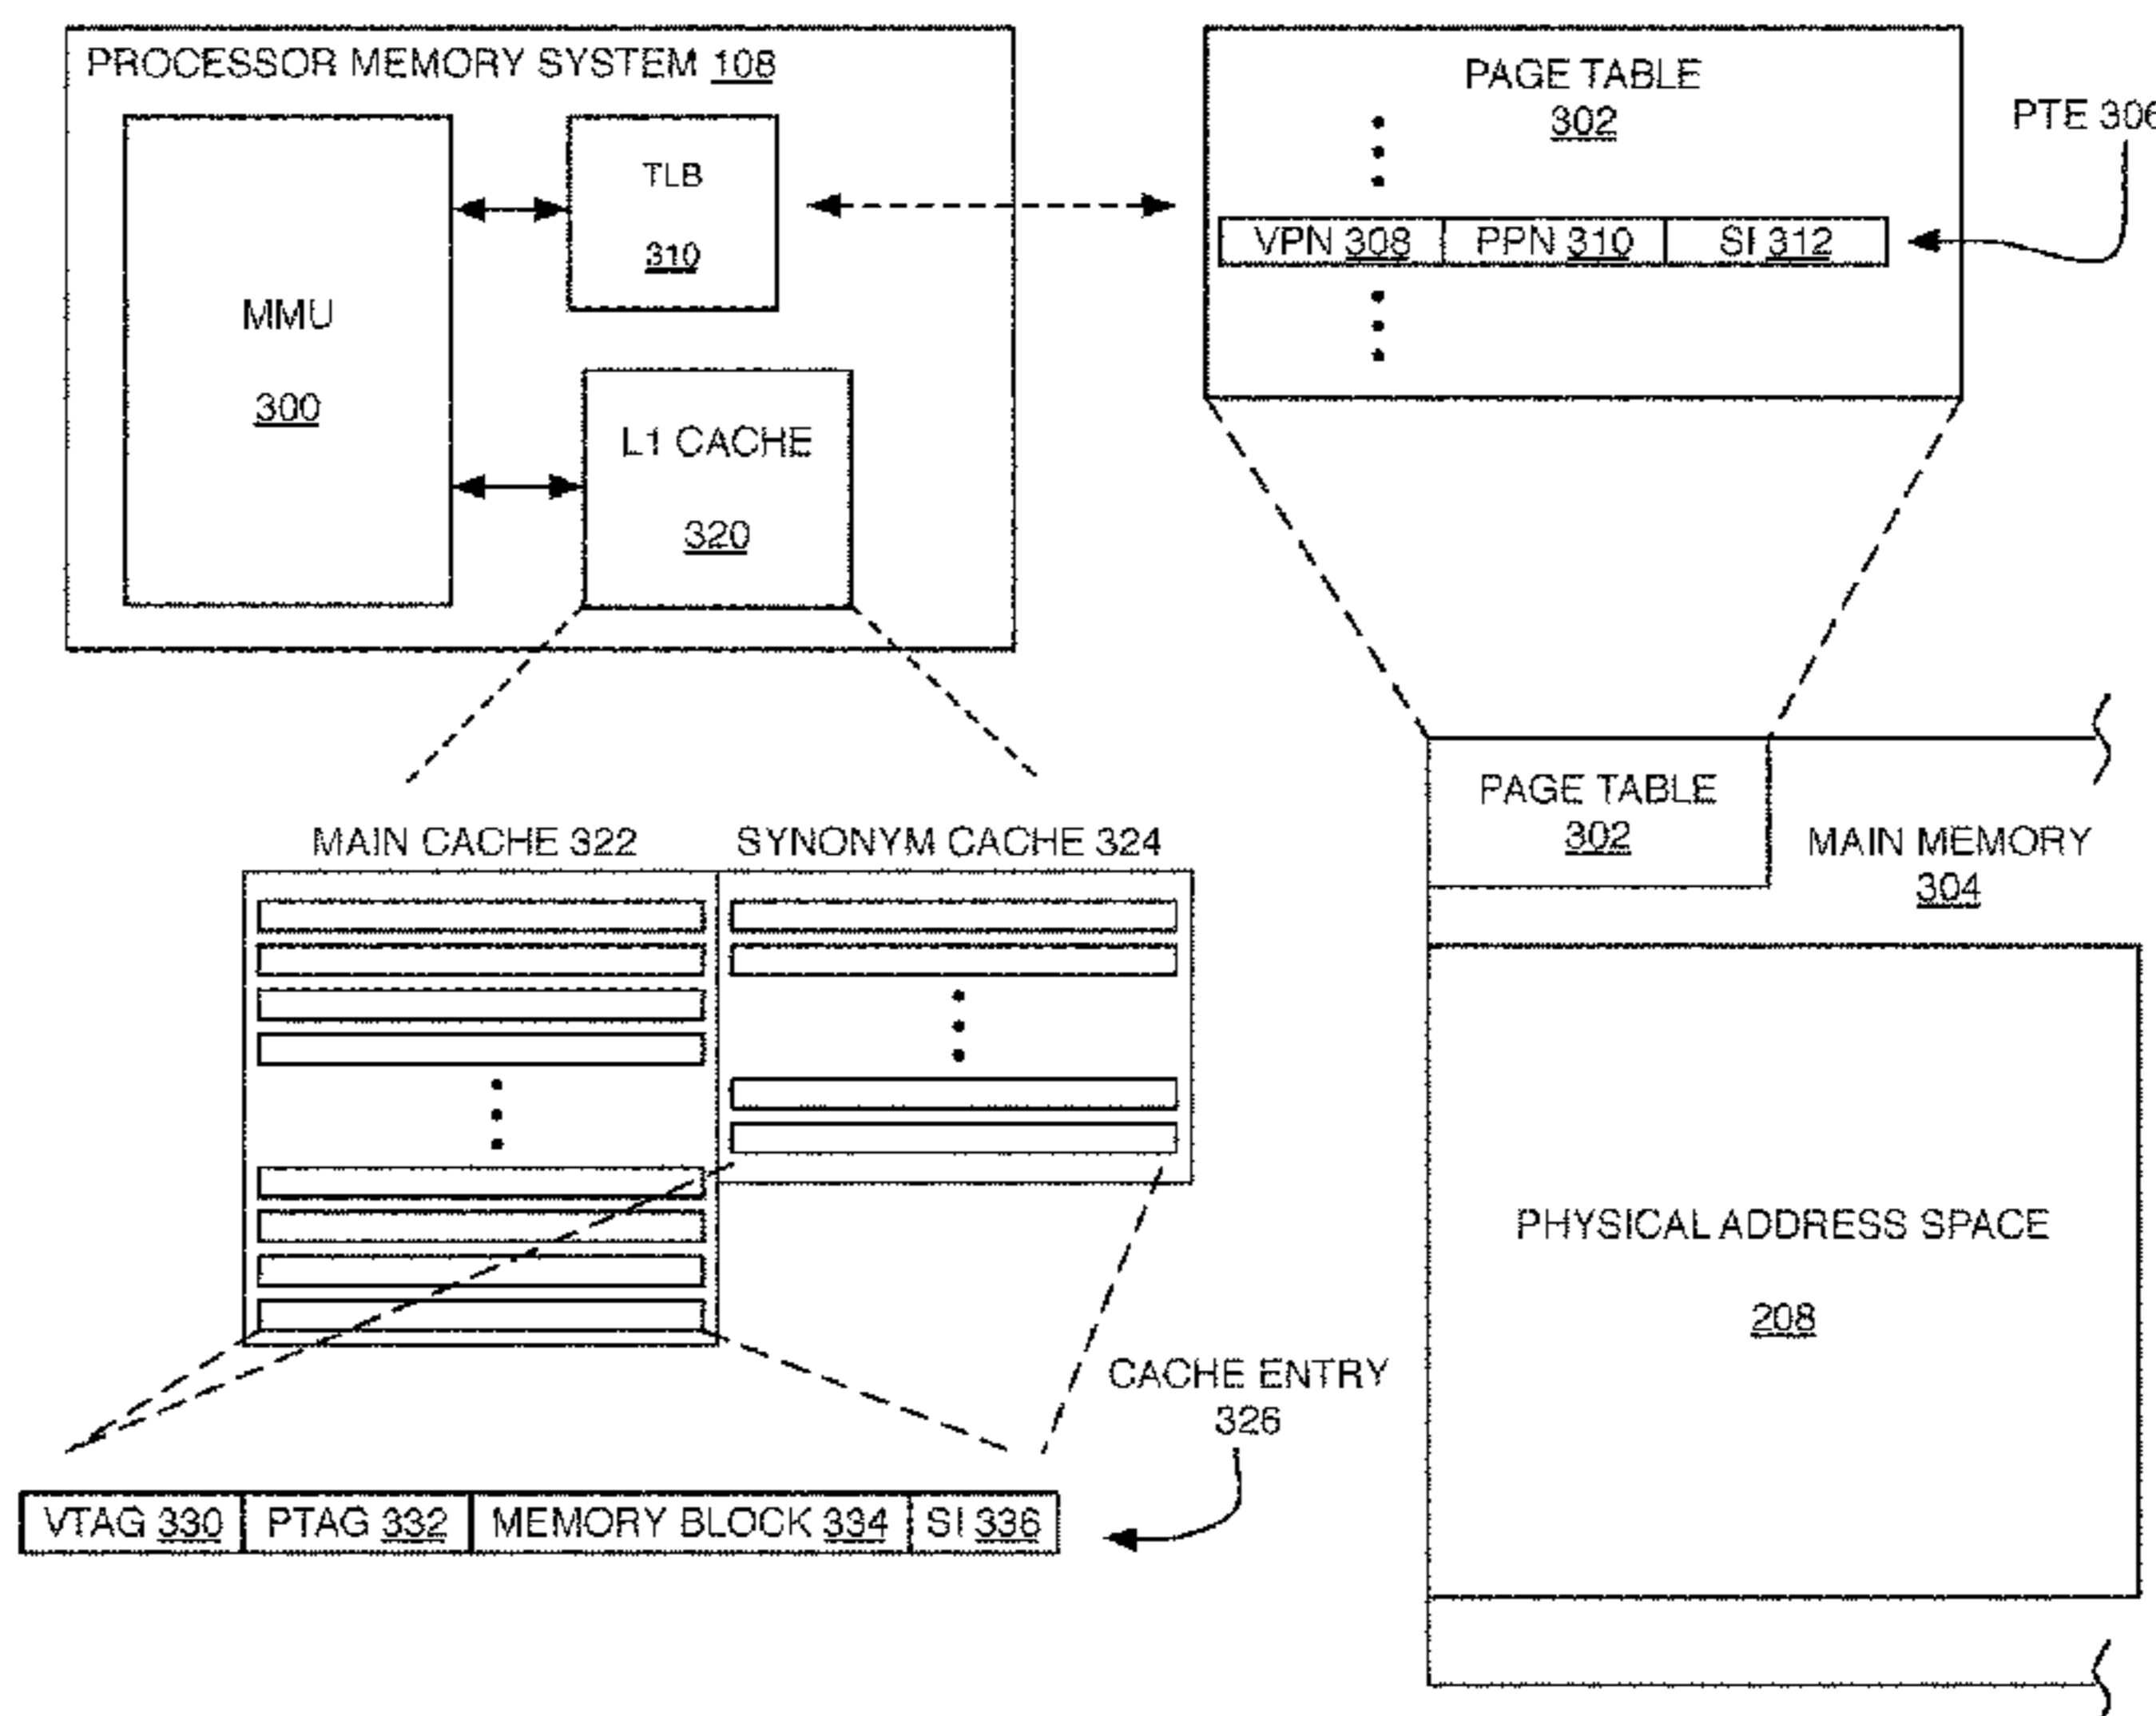 PROCESSOR MEMORY SYSTEM 108
MMU
300
TLB
310
L1 CACHE
320
PAGE TABLE
302
PTE 306
VPN 308 PPN 310 SI 312
MAIN CACHE 322 SYNONYM CACHE 324
PAGE TABLE
302
MAIN MEMORY
304
PHYSICAL ADDRESS SPACE
208
CACHE ENTRY
326
VTAG 330 PTAG 332 MEMORY BLOCK 334 SI 336